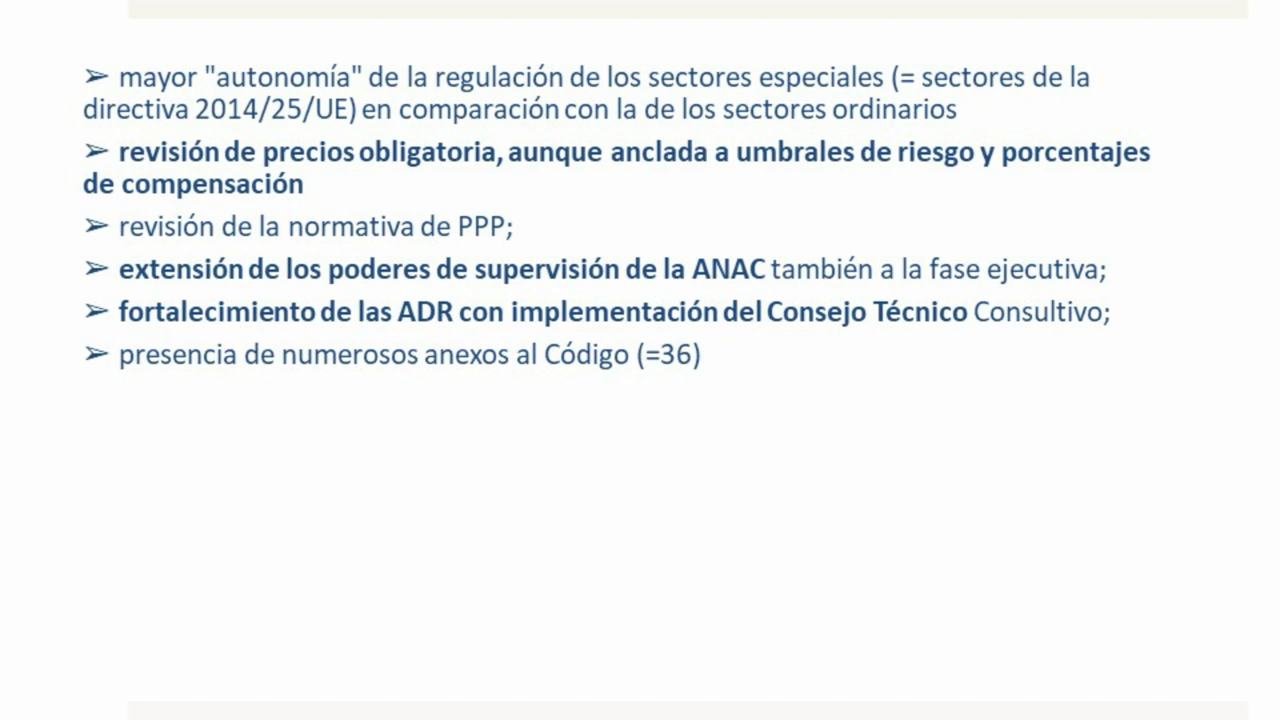 ➢ mayor "autonomía" de la regulación de los sectores especiales (= sectores de la
directiva 2014/25/UE) en comparación con la de los sectores ordinarios
➢ revisión de precios obligatoria, aunque anclada a umbrales de riesgo y porcentajes
de compensación
➢ revisión de la normativa de PPP;
➢ extensión de los poderes de supervisión de la ANAC también a la fase ejecutiva;
➢ fortalecimiento de las ADR con implementación del Consejo Técnico Consultivo;
➢ presencia de numerosos anexos al Código (=36)